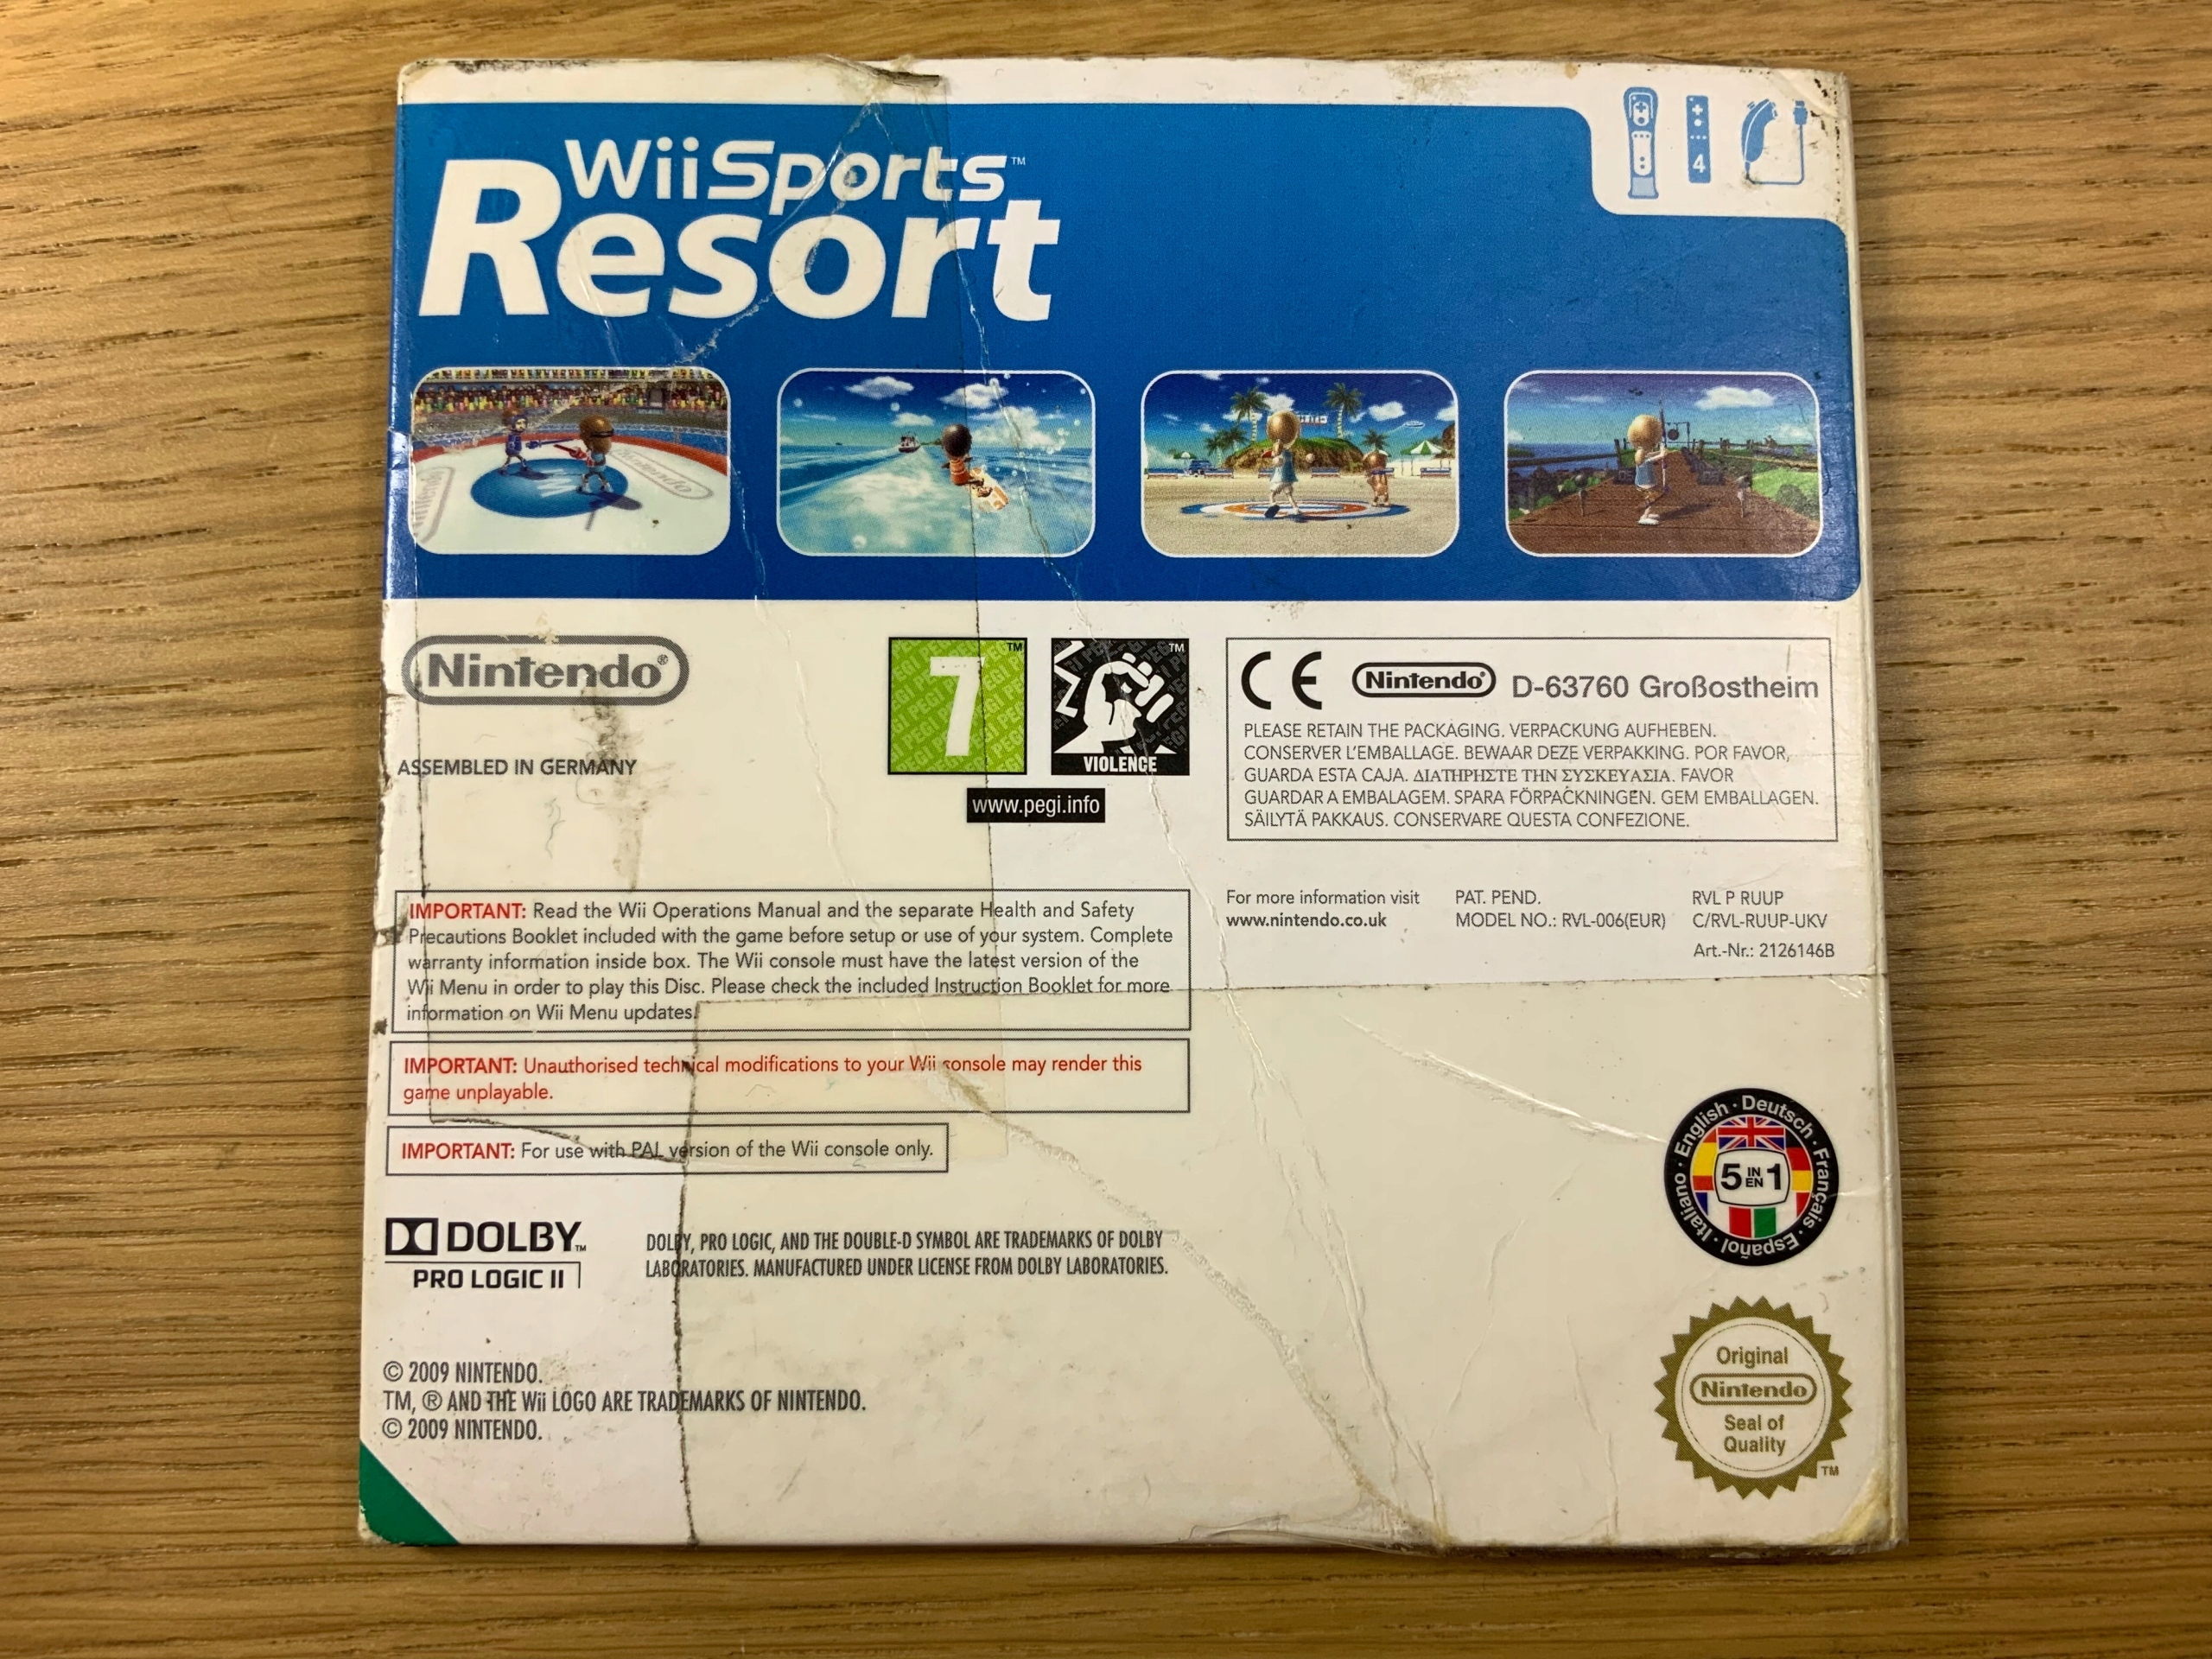 WiiSports™
Resort
4
Nintendo®
7
™
™
VIOLENCE
www.pegi.info
ASSEMBLED IN GERMANY
CE Nintendo® D-63760 Großostheim
PLEASE RETAIN THE PACKAGING. VERPACKUNG AUFHEBEN.
CONSERVER L'EMBALLAGE. BEWAAR DEZE VERPAKKING. POR FAVOR,
GUARDA ESTA CAJA. ΔΙΑΤΗΡΗΣΤΕ ΤΗΝ ΣΥΣΚΕΥΑΣΙΑ. FAVOR
GUARDAR A EMBALAGEM. SPARA FÖRPACKNINGEN. GEM EMBALLAGEN.
SÄILYTÄ PAKKAUS. CONSERVARE QUESTA CONFEZIONE.
IMPORTANT: Read the Wii Operations Manual and the separate Health and Safety
Precautions Booklet included with the game before setup or use of your system. Complete
warranty information inside box. The Wii console must have the latest version of the
Wii Menu in order to play this Disc. Please check the included Instruction Booklet for more
information on Wii Menu updates.
For more information visit
www.nintendo.co.uk
PAT. PEND.
MODEL NO.: RVL-006(EUR)
RVL P RUUP
C/RVL-RUUP-UKV
Art.-Nr.: 2126146B
IMPORTANT: Unauthorised technical modifications to your Wii console may render this
game unplayable.
IMPORTANT: For use with PAL version of the Wii console only.
English · Deutsch · Français · Español · Italiano ·
5 IN EN 1
DOLBY™
PRO LOGIC II
DOLBY, PRO LOGIC, AND THE DOUBLE-D SYMBOL ARE TRADEMARKS OF DOLBY
LABORATORIES. MANUFACTURED UNDER LICENSE FROM DOLBY LABORATORIES.
© 2009 NINTENDO.
TM, ® AND THE Wii LOGO ARE TRADEMARKS OF NINTENDO.
© 2009 NINTENDO.
Original
Nintendo
Seal of
Quality
™